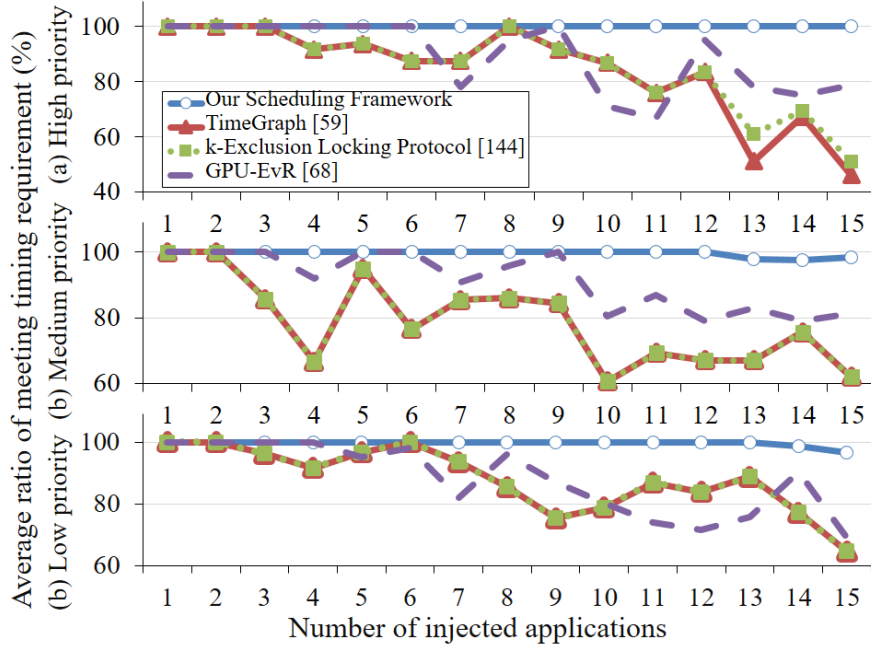 Average ratio of meeting timing requirement (%)
(a) High priority
100
80
60
40
Our Scheduling Framework
TimeGraph [59]
k-Exclusion Locking Protocol [144]
GPU-EvR [68]
1 2 3 4 5 6 7 8 9 10 11 12 13 14 15
(b) Medium priority
100
80
60
1 2 3 4 5 6 7 8 9 10 11 12 13 14 15
(b) Low priority
100
80
60
1 2 3 4 5 6 7 8 9 10 11 12 13 14 15
Number of injected applications